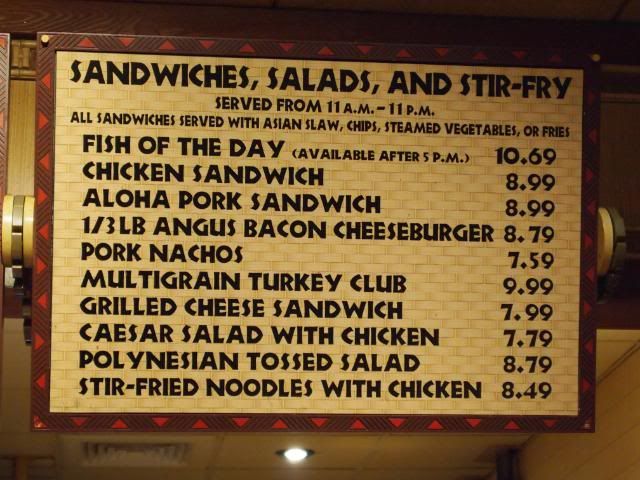 SANDWICHES, SALADS, AND STIR-FRY
SERVED FROM 11 A.M. – 11 P.M.
ALL SANDWICHES SERVED WITH ASIAN SLAW, CHIPS, STEAMED VEGETABLES, OR FRIES
FISH OF THE DAY (AVAILABLE AFTER 5 P.M.) 10.69
CHICKEN SANDWICH 8.99
ALOHA PORK SANDWICH 8.99
1/3 LB ANGUS BACON CHEESEBURGER 8.79
PORK NACHOS 7.59
MULTIGRAIN TURKEY CLUB 9.99
GRILLED CHEESE SANDWICH 7.99
CAESAR SALAD WITH CHICKEN 7.79
POLYNESIAN TOSSED SALAD 8.79
STIR-FRIED NOODLES WITH CHICKEN 8.49